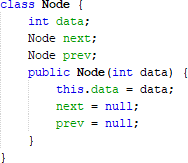 class Node {
    int data;
    Node next;
    Node prev;
    public Node(int data) {
        this.data = data;
        next = null;
        prev = null;
    }
}